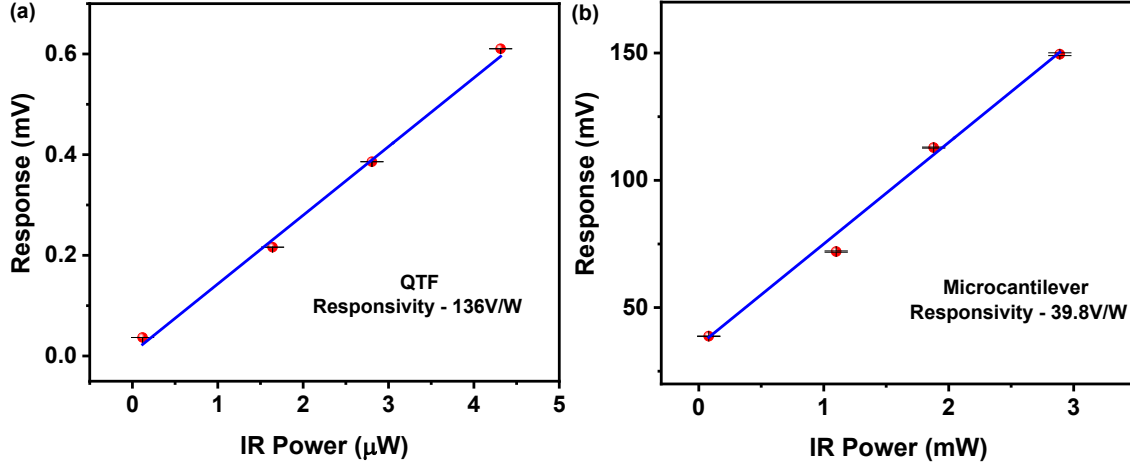 (a)
Response (mV)
0.6
0.4
0.2
0.0
QTF
Responsivity - 136V/W
0 1 2 3 4 5
IR Power (μW)
(b)
Response (mV)
150
100
50
Microcantilever
Responsivity - 39.8V/W
0 1 2 3
IR Power (mW)